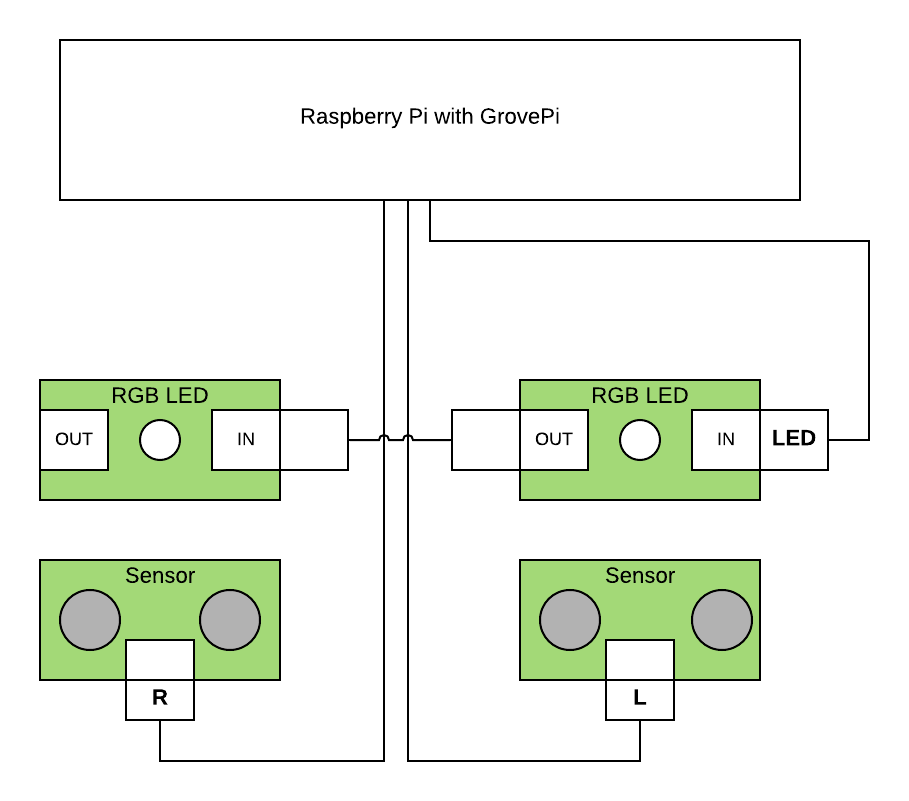 Raspberry Pi with GrovePi
RGB LED
OUT
IN
RGB LED
OUT
IN
LED
Sensor
R
Sensor
L